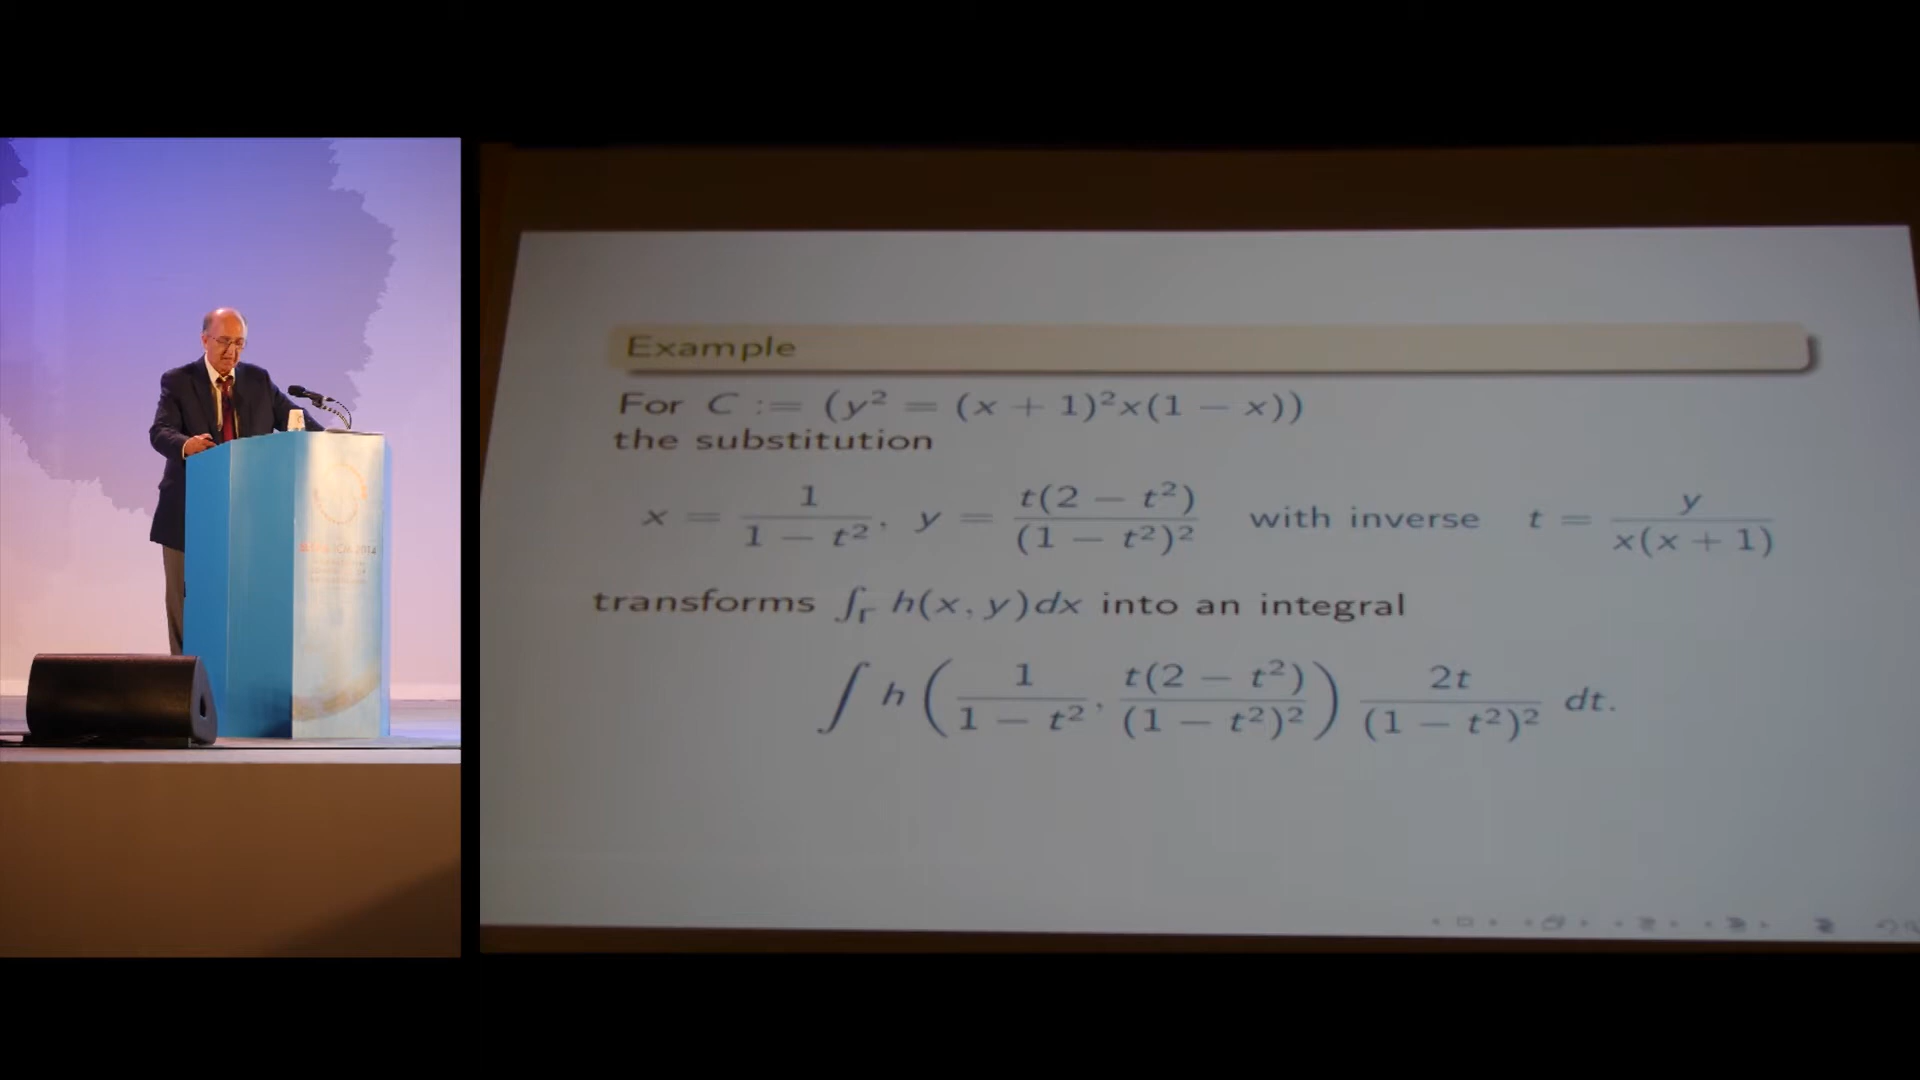 Example
For C := (y² = (x + 1)²x(1 − x))
the substitution
x = 1/(1 − t²), y = t(2 − t²)/(1 − t²)² with inverse t = y/(x(x + 1))
transforms ∫_Γ h(x, y)dx into an integral
∫ h (1/(1 − t²), t(2 − t²)/(1 − t²)²) 2t/(1 − t²)² dt.